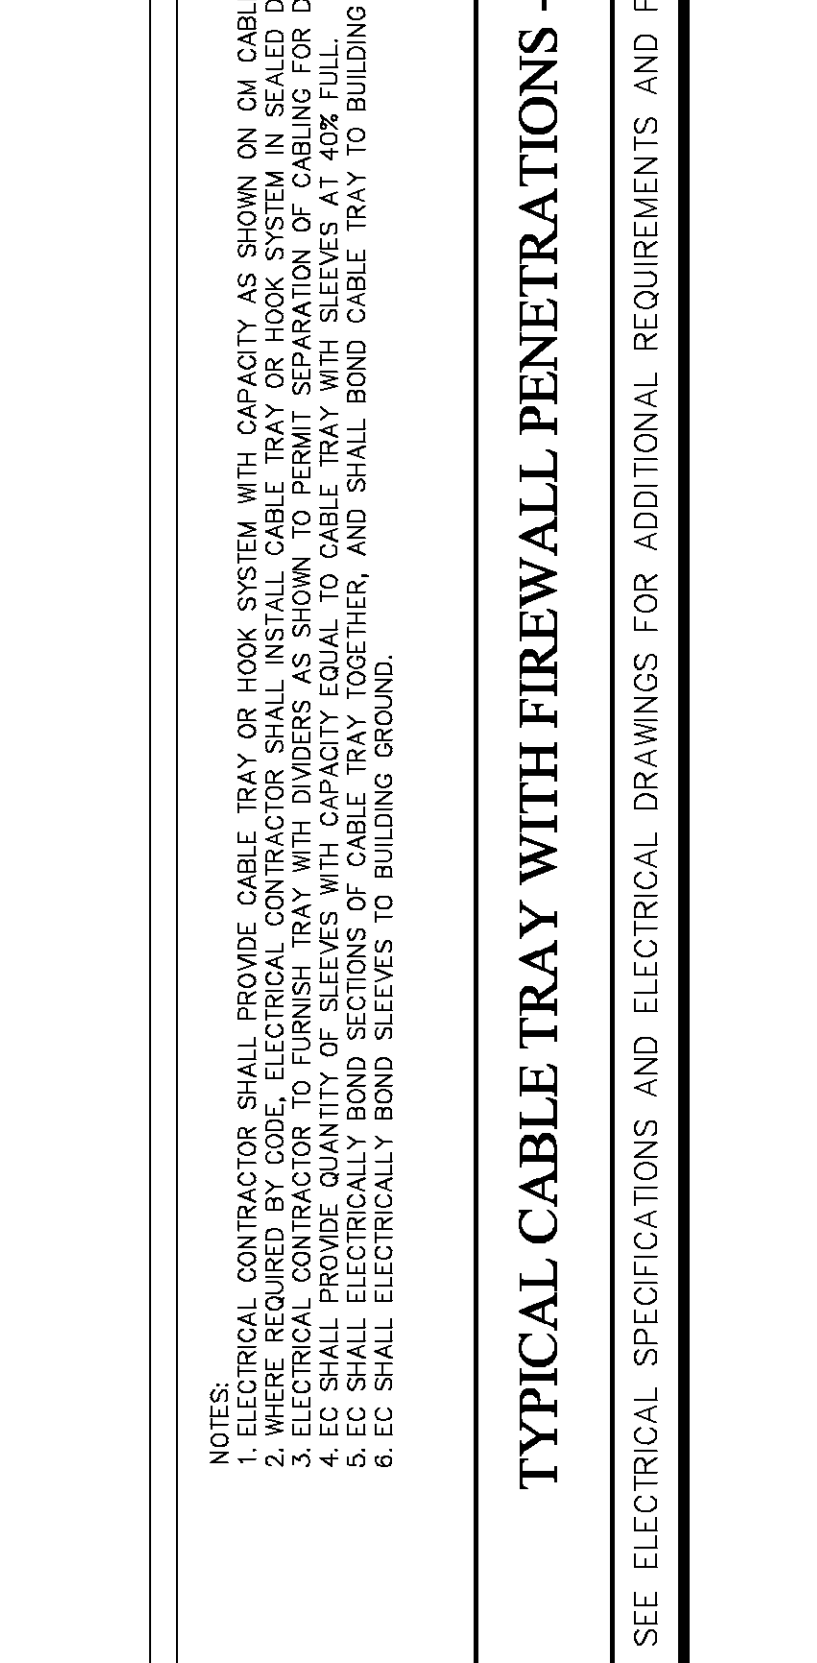 NOTES:
1. ELECTRICAL CONTRACTOR SHALL PROVIDE CABLE TRAY OR HOOK SYSTEM WITH CAPACITY AS SHOWN ON CM
2. WHERE REQUIRED BY CODE, ELECTRICAL CONTRACTOR SHALL INSTALL CABLE TRAY OR HOOK SYSTEM IN SEALED
3. ELECTRICAL CONTRACTOR TO FURNISH TRAY WITH DIVIDERS AS SHOWN TO PERMIT SEPARATION OF CABLING FOR
4. EC SHALL PROVIDE QUANTITY OF SLEEVES WITH CAPACITY EQUAL TO CABLE TRAY WITH SLEEVES AT 40% FULL.
5. EC SHALL ELECTRICALLY BOND SECTIONS OF CABLE TRAY TOGETHER, AND SHALL BOND CABLE TRAY TO BUILDING
6. EC SHALL ELECTRICALLY BOND SLEEVES TO BUILDING GROUND.
TYPICAL CABLE TRAY WITH FIREWALL PENETRATIONS -
SEE ELECTRICAL SPECIFICATIONS AND ELECTRICAL DRAWINGS FOR ADDITIONAL REQUIREMENTS AND